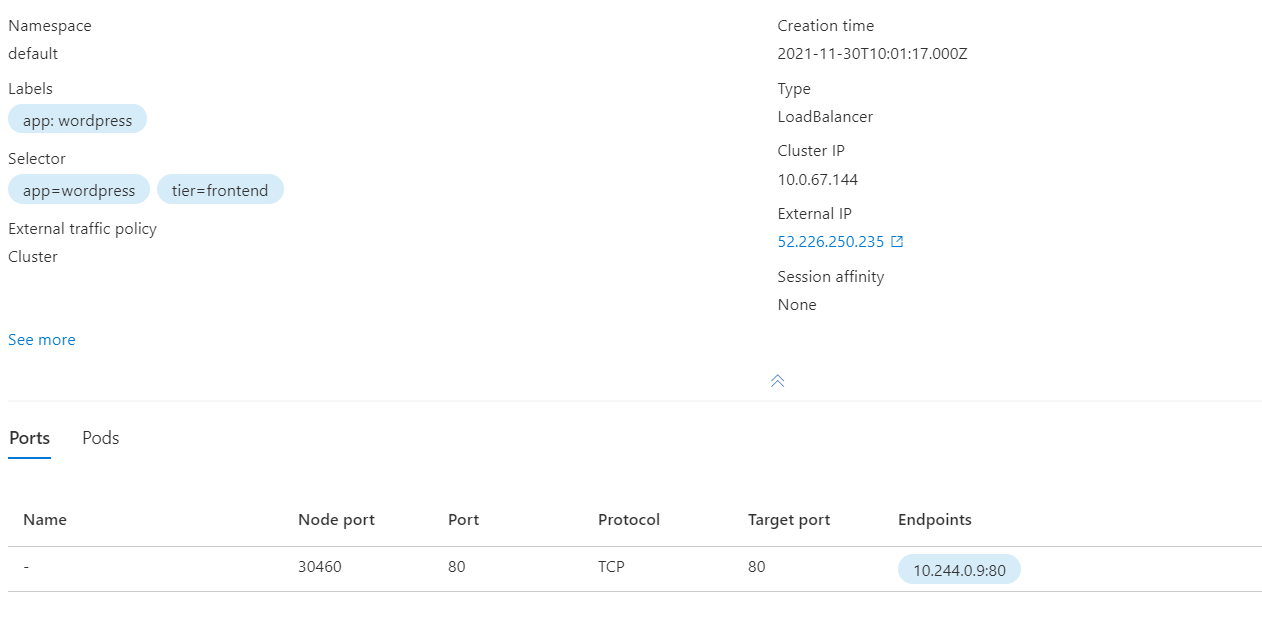 Namespace
default
Labels
app: wordpress
Selector
app=wordpress tier=frontend
External traffic policy
Cluster
See more
Creation time
2021-11-30T10:01:17.000Z
Type
LoadBalancer
Cluster IP
10.0.67.144
External IP
52.226.250.235
Session affinity
None
Ports Pods
Name Node port Port Protocol Target port Endpoints
- 30460 80 TCP 80 10.244.0.9:80